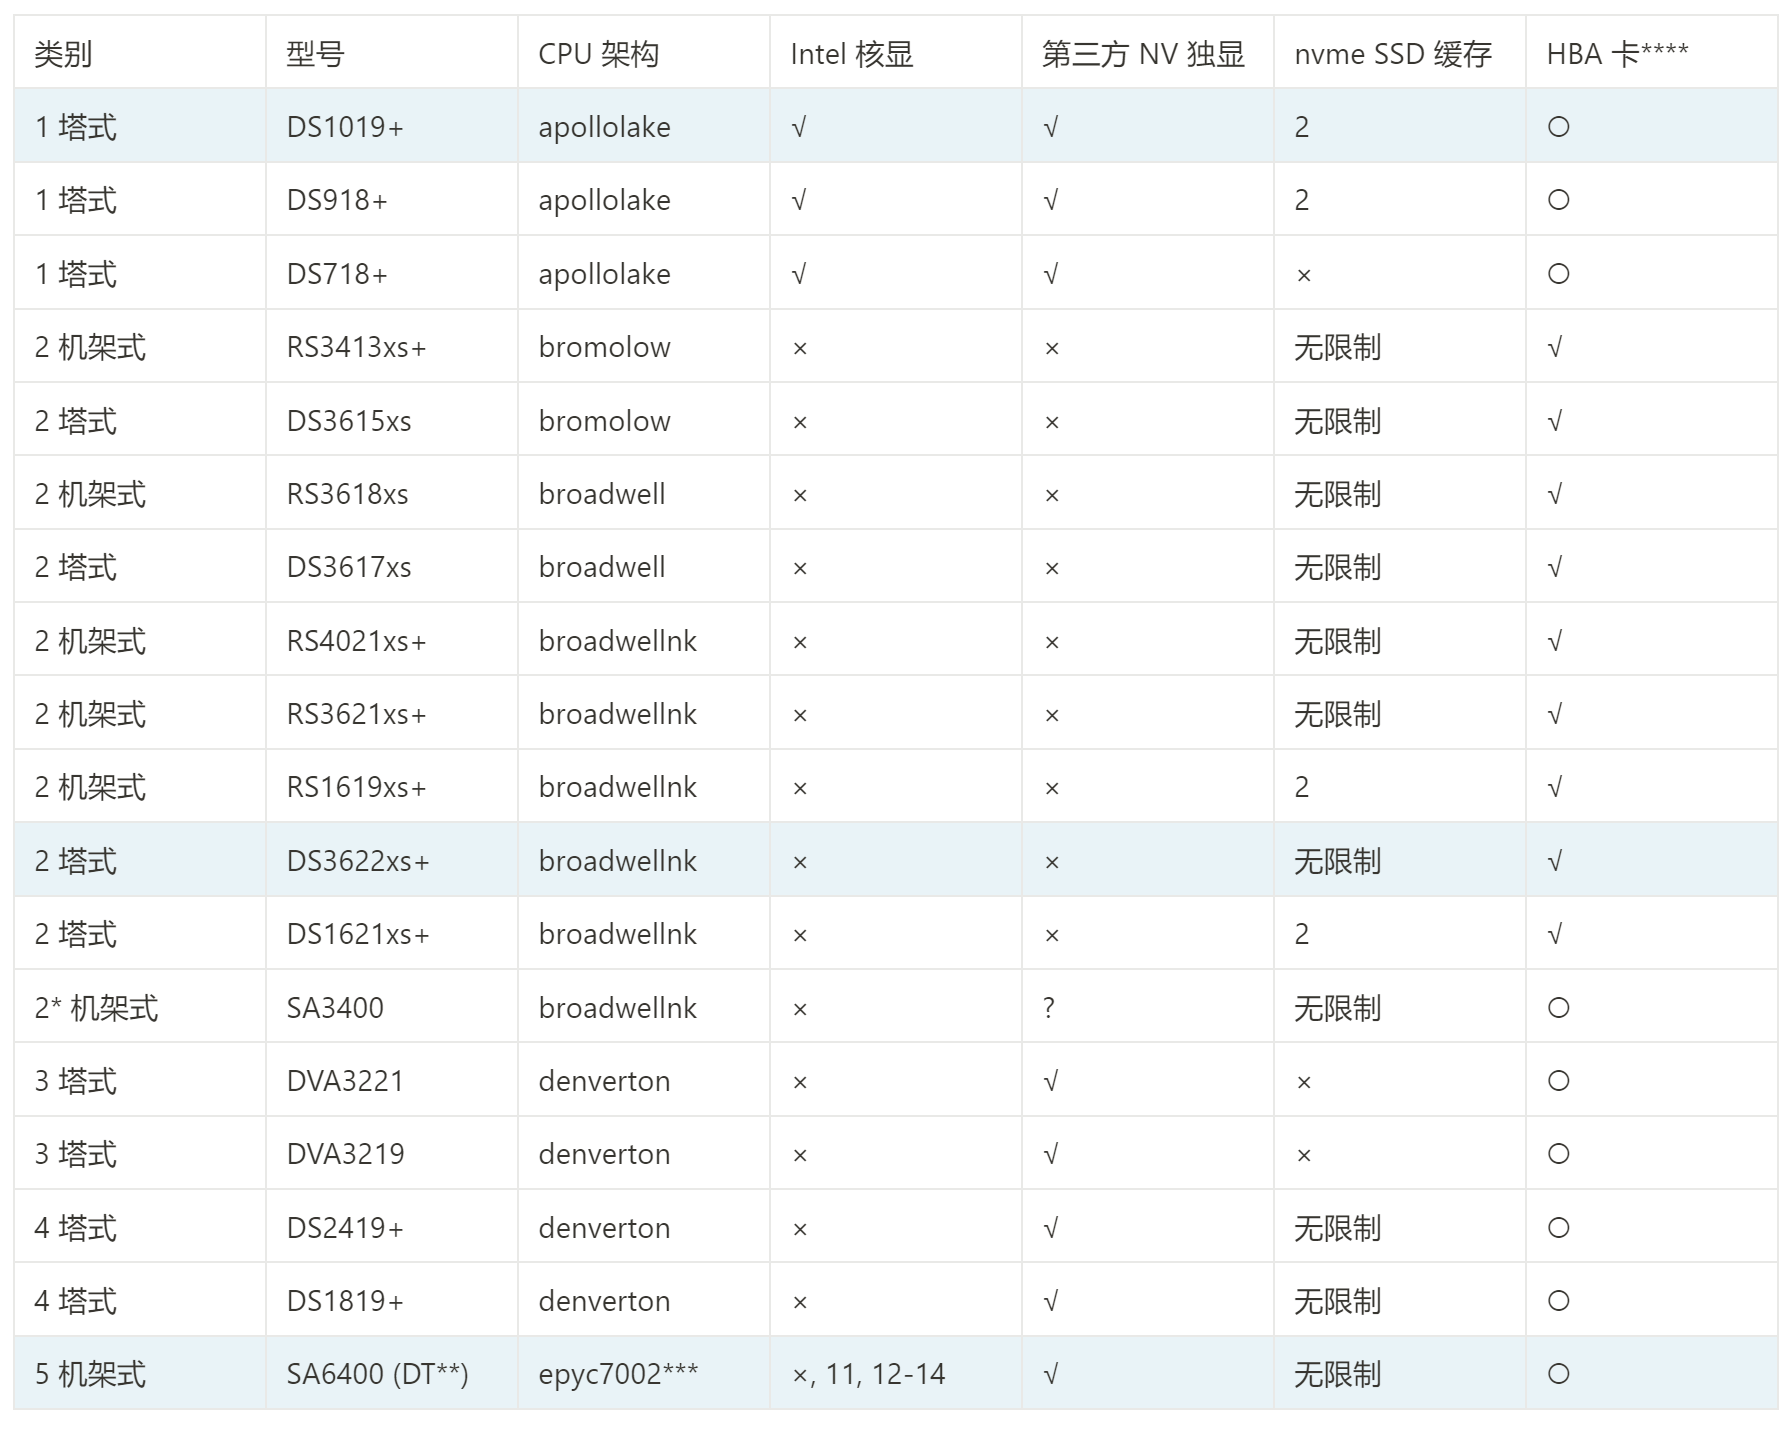 类别 型号 CPU 架构 Intel 核显 第三方 NV 独显 nvme SSD 缓存 HBA 卡****
1 塔式 DS1019+ apollolake √ √ 2 〇
1 塔式 DS918+ apollolake √ √ 2 〇
1 塔式 DS718+ apollolake √ √ × 〇
2 机架式 RS3413xs+ bromolow × × 无限制 √
2 塔式 DS3615xs bromolow × × 无限制 √
2 机架式 RS3618xs broadwell × × 无限制 √
2 塔式 DS3617xs broadwell × × 无限制 √
2 机架式 RS4021xs+ broadwellnk × × 无限制 √
2 机架式 RS3621xs+ broadwellnk × × 无限制 √
2 机架式 RS1619xs+ broadwellnk × × 2 √
2 塔式 DS3622xs+ broadwellnk × × 无限制 √
2 塔式 DS1621xs+ broadwellnk × × 2 √
2* 机架式 SA3400 broadwellnk × ? 无限制 〇
3 塔式 DVA3221 denverton × √ × 〇
3 塔式 DVA3219 denverton × √ × 〇
4 塔式 DS2419+ denverton × √ 无限制 〇
4 塔式 DS1819+ denverton × √ 无限制 〇
5 机架式 SA6400 (DT**) epyc7002*** ×, 11, 12-14 √ 无限制 〇